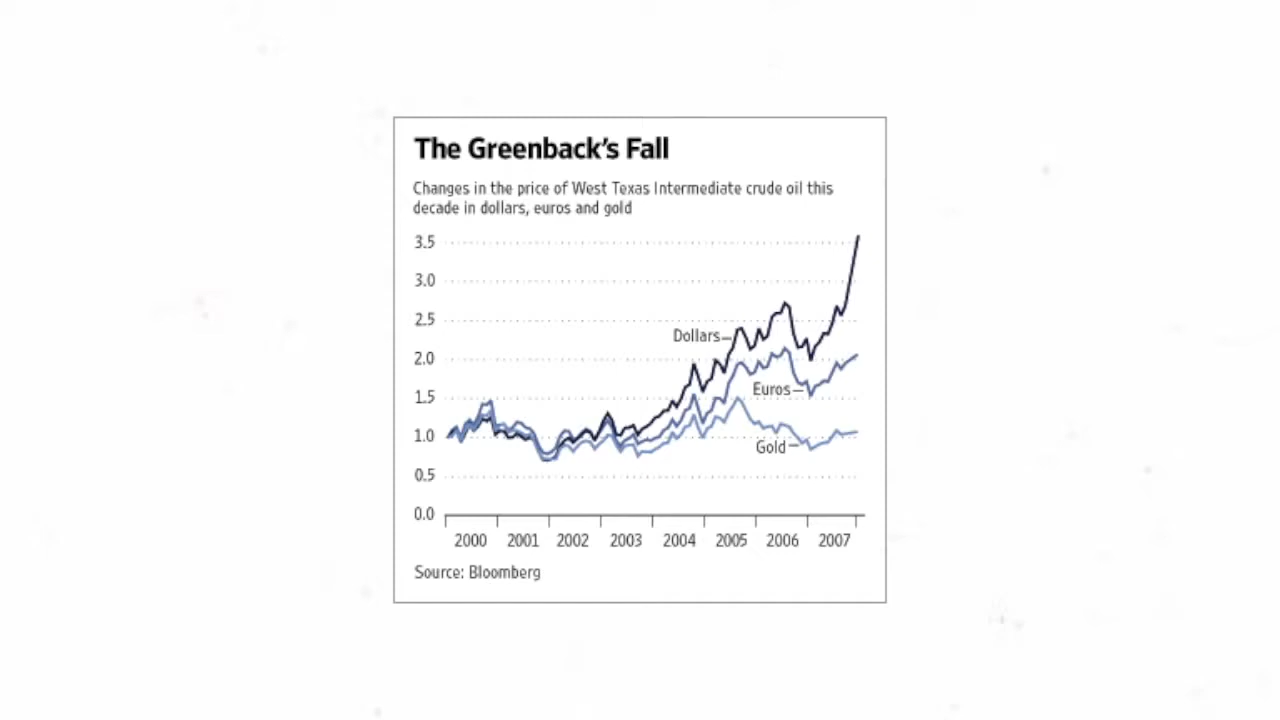 The Greenback's Fall
Changes in the price of West Texas Intermediate crude oil this
decade in dollars, euros and gold
3.5
3.0
2.5
Dollars
2.0
Euros
1.5
1.0
Gold
0.5
0.0
2000 2001 2002 2003 2004 2005 2006 2007
Source: Bloomberg